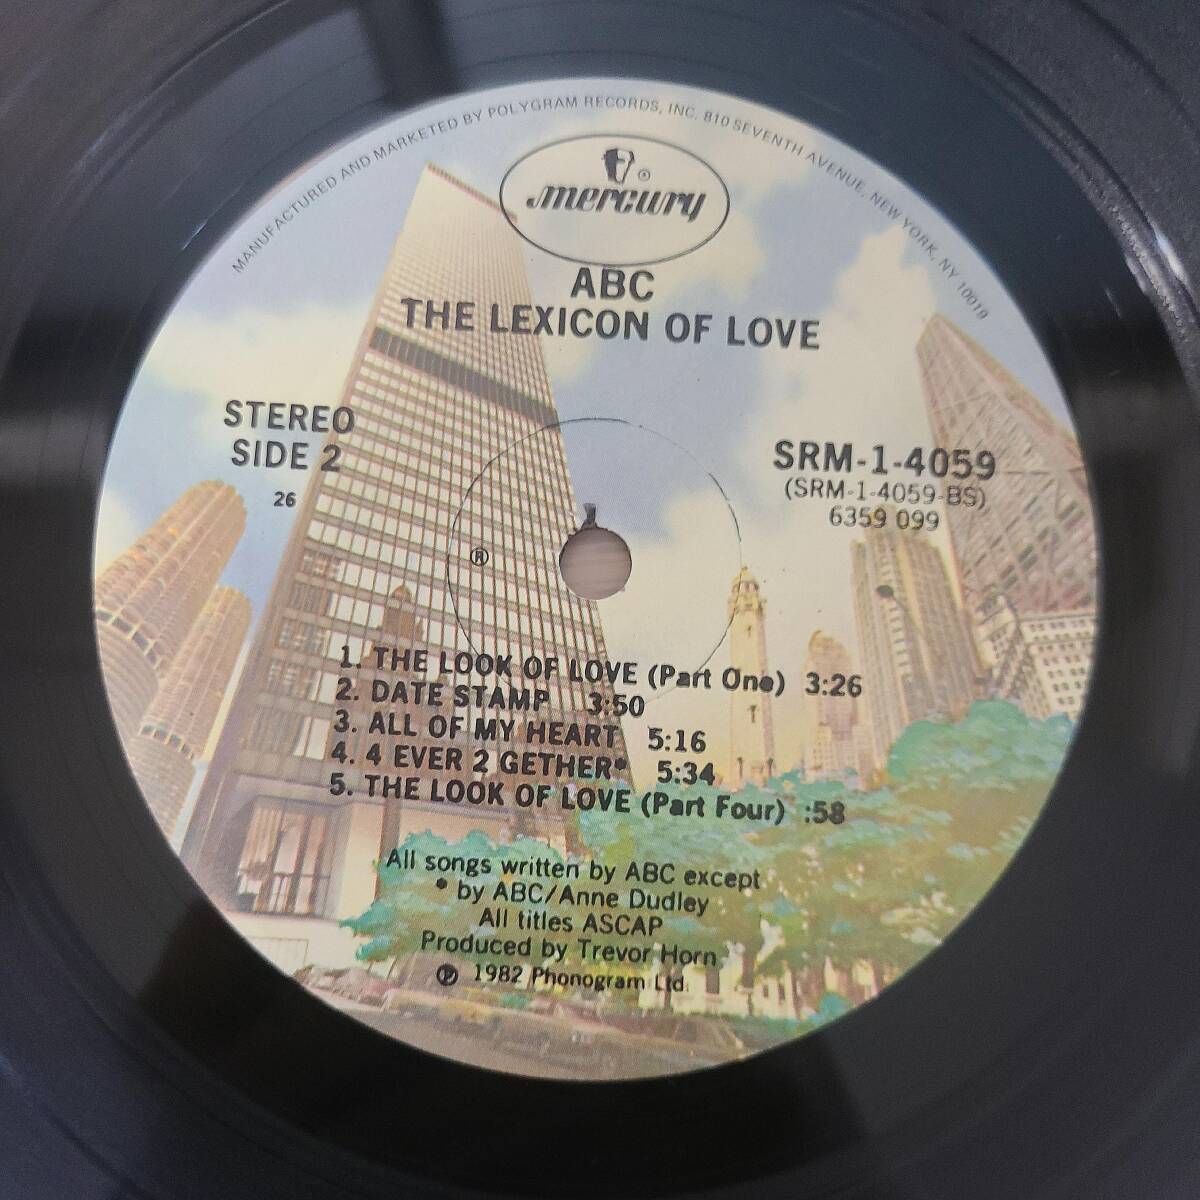 MANUFACTURED AND MARKETED BY POLYGRAM RECORDS, INC. 810 SEVENTH AVENUE, NEW YORK, NY 10019
mercury®
ABC
THE LEXICON OF LOVE
STEREO
SIDE 2
26
SRM-1-4059
(SRM-1-4059-BS)
6359 099
®
1. THE LOOK OF LOVE (Part One) 3:26
2. DATE STAMP 3:50
3. ALL OF MY HEART 5:16
4. 4 EVER 2 GETHER* 5:34
5. THE LOOK OF LOVE (Part Four) :58
All songs written by ABC except
* by ABC/Anne Dudley
All titles ASCAP
Produced by Trevor Horn
℗ 1982 Phonogram Ltd.